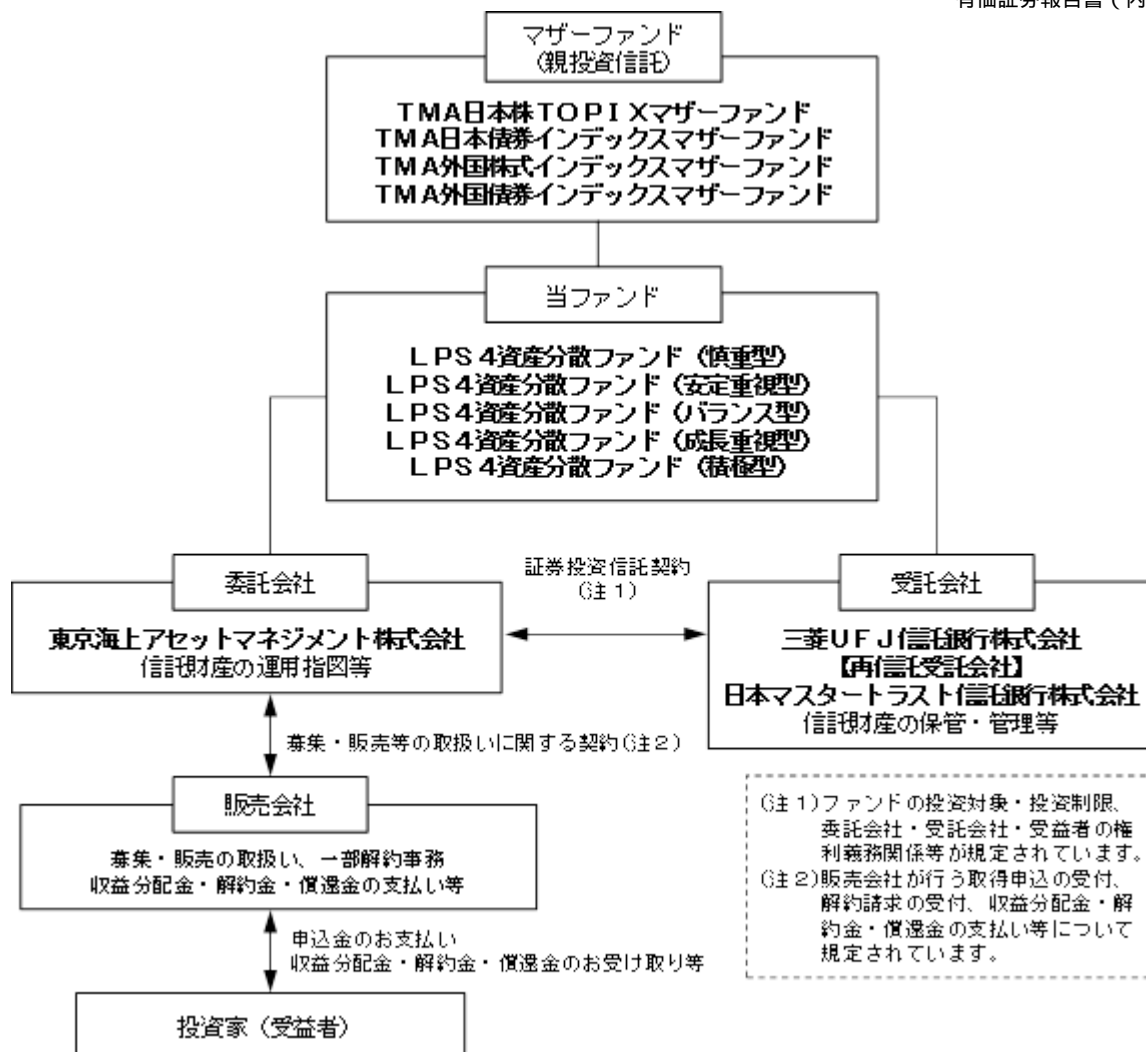 有価証券報告書（内
マザーファンド
（親投資信託）
ＴＭＡ日本株ＴＯＰＩＸマザーファンド
ＴＭＡ日本債券インデックスマザーファンド
ＴＭＡ外国株式インデックスマザーファンド
ＴＭＡ外国債券インデックスマザーファンド
当ファンド
ＬＰＳ４資産分散ファンド（慎重型）
ＬＰＳ４資産分散ファンド（安定重視型）
ＬＰＳ４資産分散ファンド（バランス型）
ＬＰＳ４資産分散ファンド（成長重視型）
ＬＰＳ４資産分散ファンド（積極型）
委託会社
東京海上アセットマネジメント株式会社
信託財産の運用指図等
証券投資信託契約
（注１）
受託会社
三菱ＵＦＪ信託銀行株式会社
【再信託受託会社】
日本マスタートラスト信託銀行株式会社
信託財産の保管・管理等
募集・販売等の取扱いに関する契約（注２）
販売会社
募集・販売の取扱い、一部解約事務
収益分配金・解約金・償還金の支払い等
申込金のお支払い
収益分配金・解約金・償還金のお受け取り等
投資家（受益者）
（注１）ファンドの投資対象・投資制限、
委託会社・受託会社・受益者の権
利義務関係等が規定されています。
（注２）販売会社が行う取得申込の受付、
解約請求の受付、収益分配金・解
約金・償還金の支払い等について
規定されています。